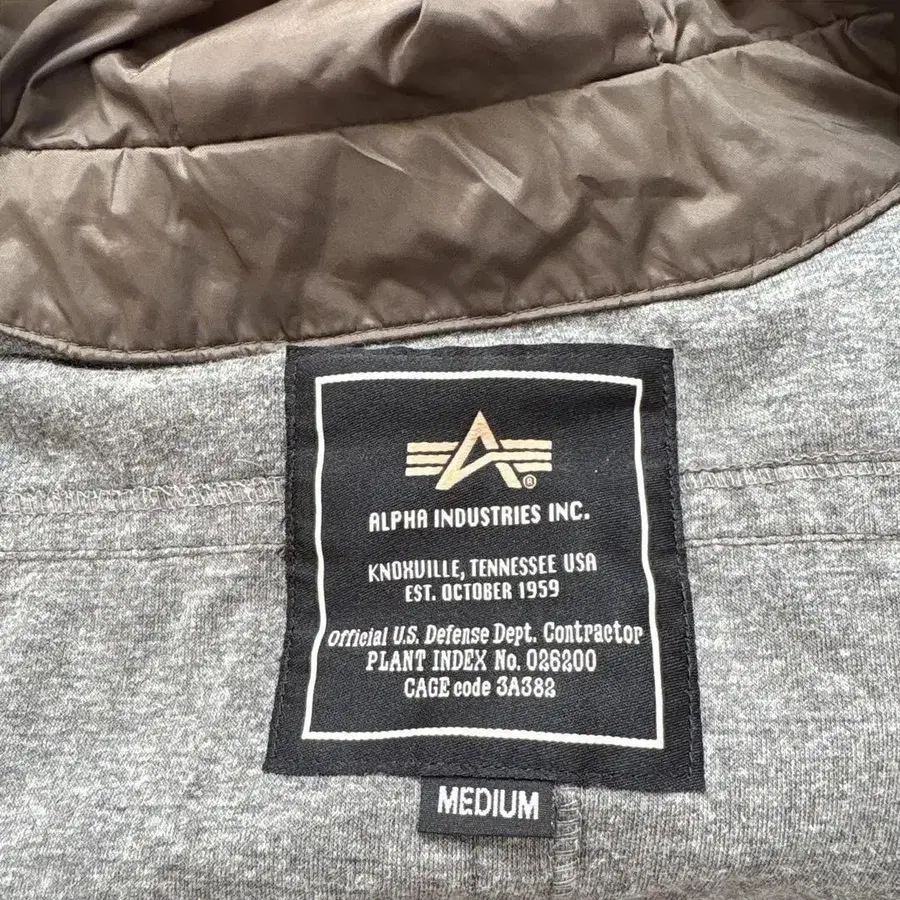 ®
ALPHA INDUSTRIES INC.
KNOXVILLE, TENNESSEE USA
EST. OCTOBER 1959
Official U.S. Defense Dept. Contractor
PLANT INDEX No. 026200
CAGE code 3A382
MEDIUM